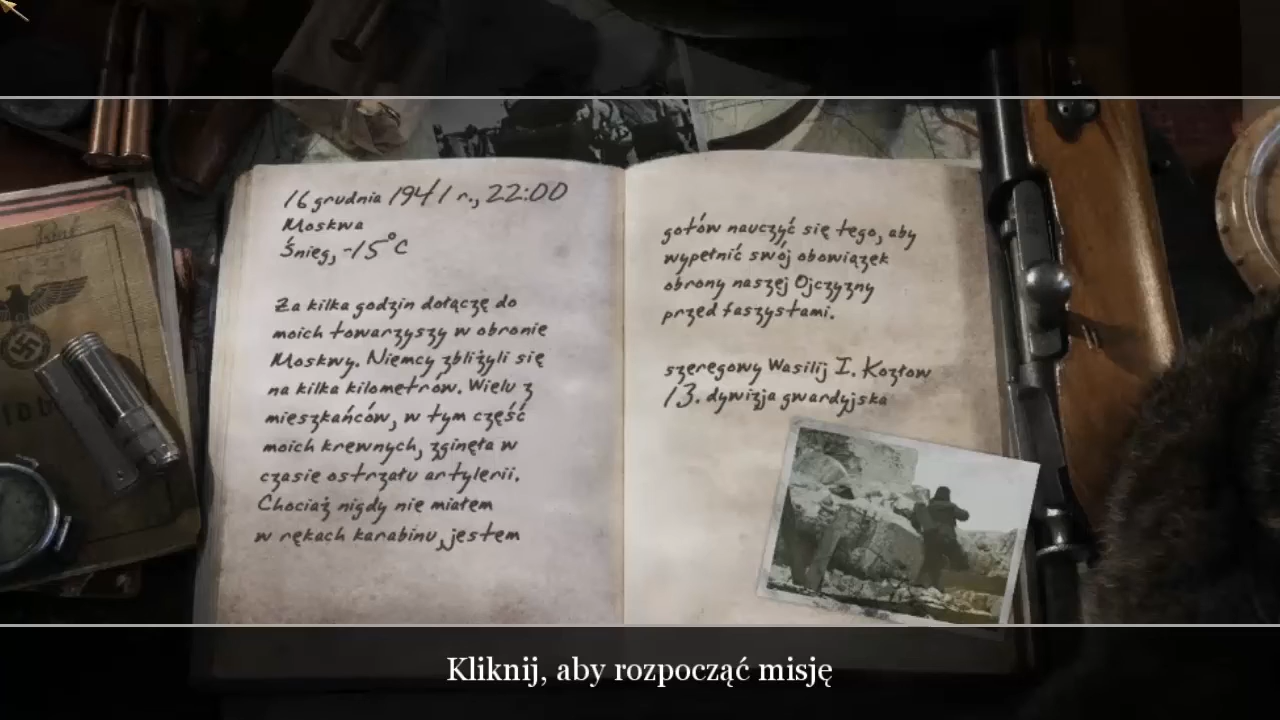 16 grudnia 1941 r., 22:00
Moskwa
Śnieg, -15°C
Za kilka godzin dołączę do
moich towarzyszy w obronie
Moskwy. Niemcy zbliżyli się
na kilka kilometrów. Wielu z
mieszkańców, w tym część
moich krewnych, zginęła w
czasie ostrzału artylerii.
Chociaż nigdy nie miałem
w rękach karabinu, jestem
gotów nauczyć się tego, aby
wypełnić swój obowiązek
obrony naszej Ojczyzny
przed faszystami.
szeregowy Wasilij I. Kozłow
13. dywizja gwardyjska
Kliknij, aby rozpocząć misję